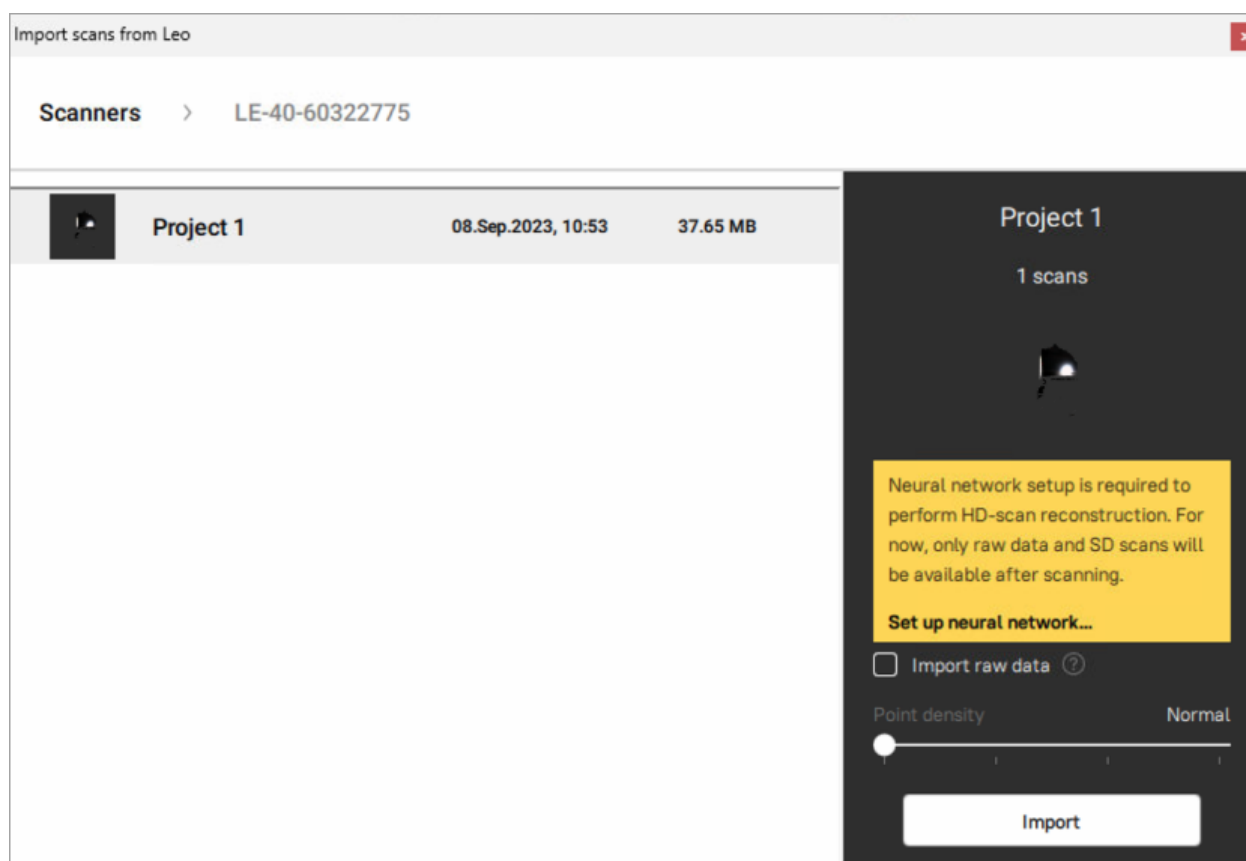 Import scans from Leo
x
Scanners > LE-40-60322775
Project 1 08.Sep.2023, 10:53 37.65 MB
Project 1
1 scans
Neural network setup is required to
perform HD-scan reconstruction. For
now, only raw data and SD scans will
be available after scanning.
Set up neural network...
Import raw data ?
Point density Normal
Import